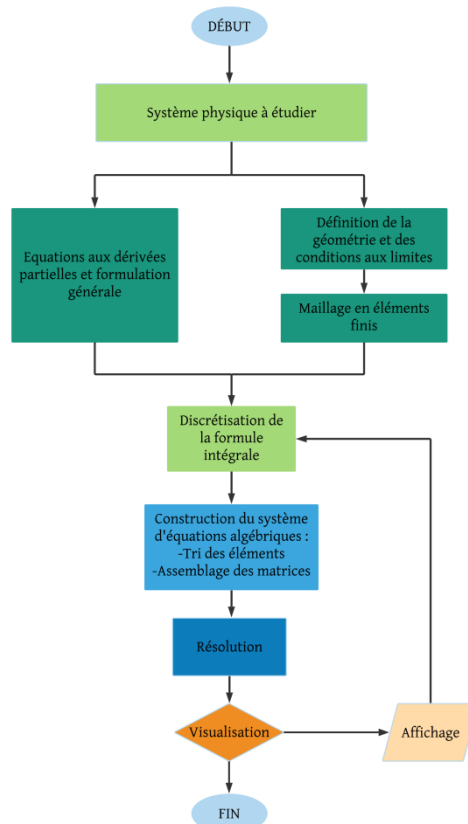 DÉBUT
Système physique à étudier
Equations aux dérivées
partielles et formulation
générale
Définition de la
géométrie et des
conditions aux limites
Maillage en éléments
finis
Discrétisation de
la formule
intégrale
Construction du système
d'équations algébriques :
-Tri des éléments
-Assemblage des matrices
Résolution
Visualisation
Affichage
FIN